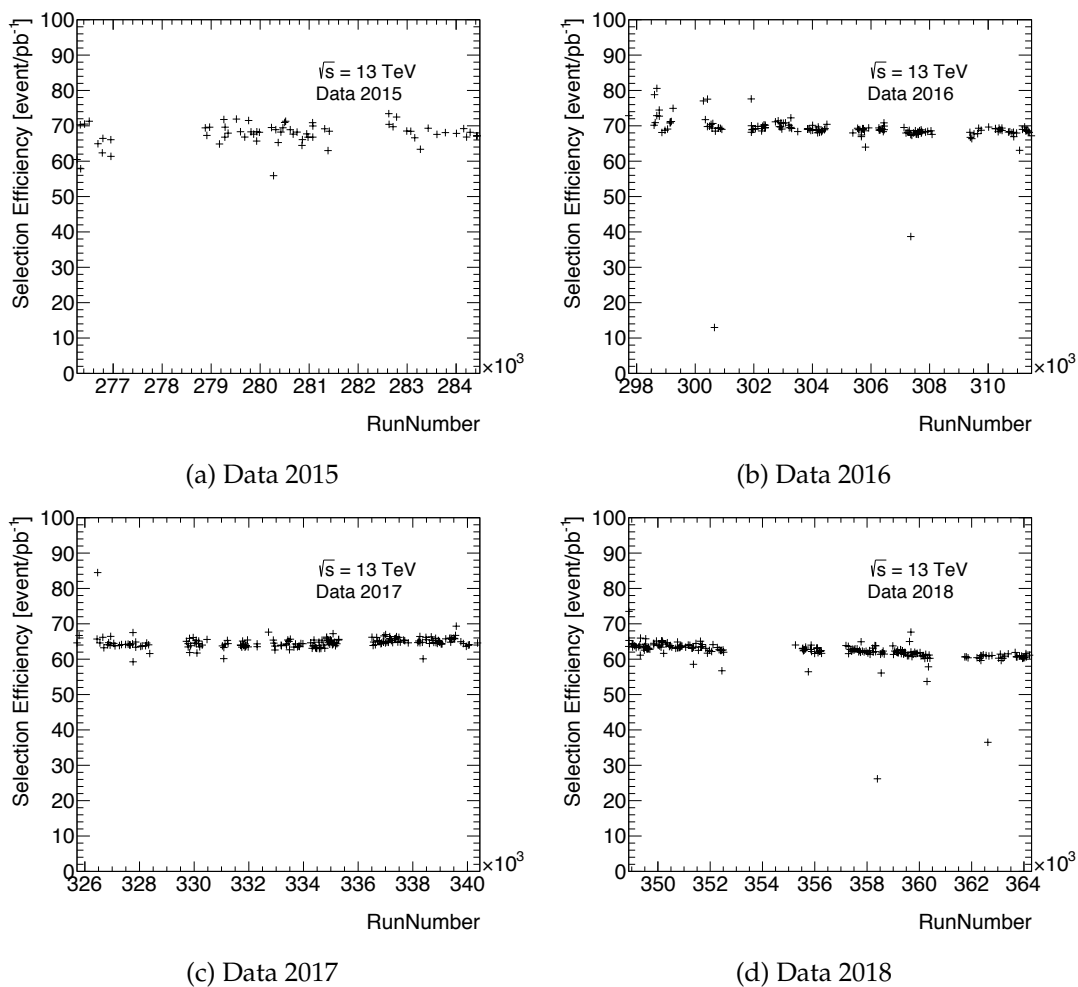 Selection Efficiency [event/pb⁻¹]
100
90
80
70
60
50
40
30
20
10
0
√s = 13 TeV
Data 2015
277 278 279 280 281 282 283 284
×10³
RunNumber
(a) Data 2015
Selection Efficiency [event/pb⁻¹]
100
90
80
70
60
50
40
30
20
10
0
√s = 13 TeV
Data 2016
298 300 302 304 306 308 310
×10³
RunNumber
(b) Data 2016
Selection Efficiency [event/pb⁻¹]
100
90
80
70
60
50
40
30
20
10
0
√s = 13 TeV
Data 2017
326 328 330 332 334 336 338 340
×10³
RunNumber
(c) Data 2017
Selection Efficiency [event/pb⁻¹]
100
90
80
70
60
50
40
30
20
10
0
√s = 13 TeV
Data 2018
350 352 354 356 358 360 362 364
×10³
RunNumber
(d) Data 2018